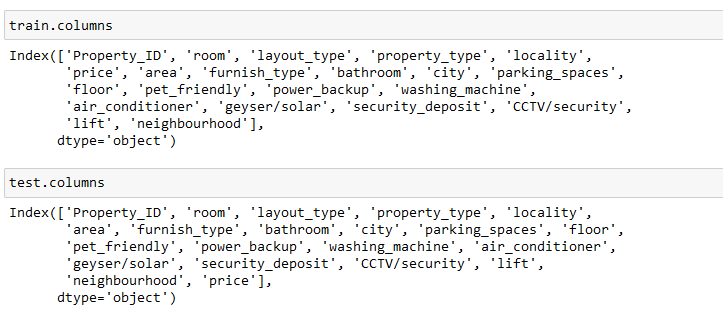 train.columns
Index(['Property_ID', 'room', 'layout_type', 'property_type', 'locality',
'price', 'area', 'furnish_type', 'bathroom', 'city', 'parking_spaces',
'floor', 'pet_friendly', 'power_backup', 'washing_machine',
'air_conditioner', 'geyser/solar', 'security_deposit', 'CCTV/security',
'lift', 'neighbourhood'],
dtype='object')
test.columns
Index(['Property_ID', 'room', 'layout_type', 'property_type', 'locality',
'area', 'furnish_type', 'bathroom', 'city', 'parking_spaces', 'floor',
'pet_friendly', 'power_backup', 'washing_machine', 'air_conditioner',
'geyser/solar', 'security_deposit', 'CCTV/security', 'lift',
'neighbourhood', 'price'],
dtype='object')